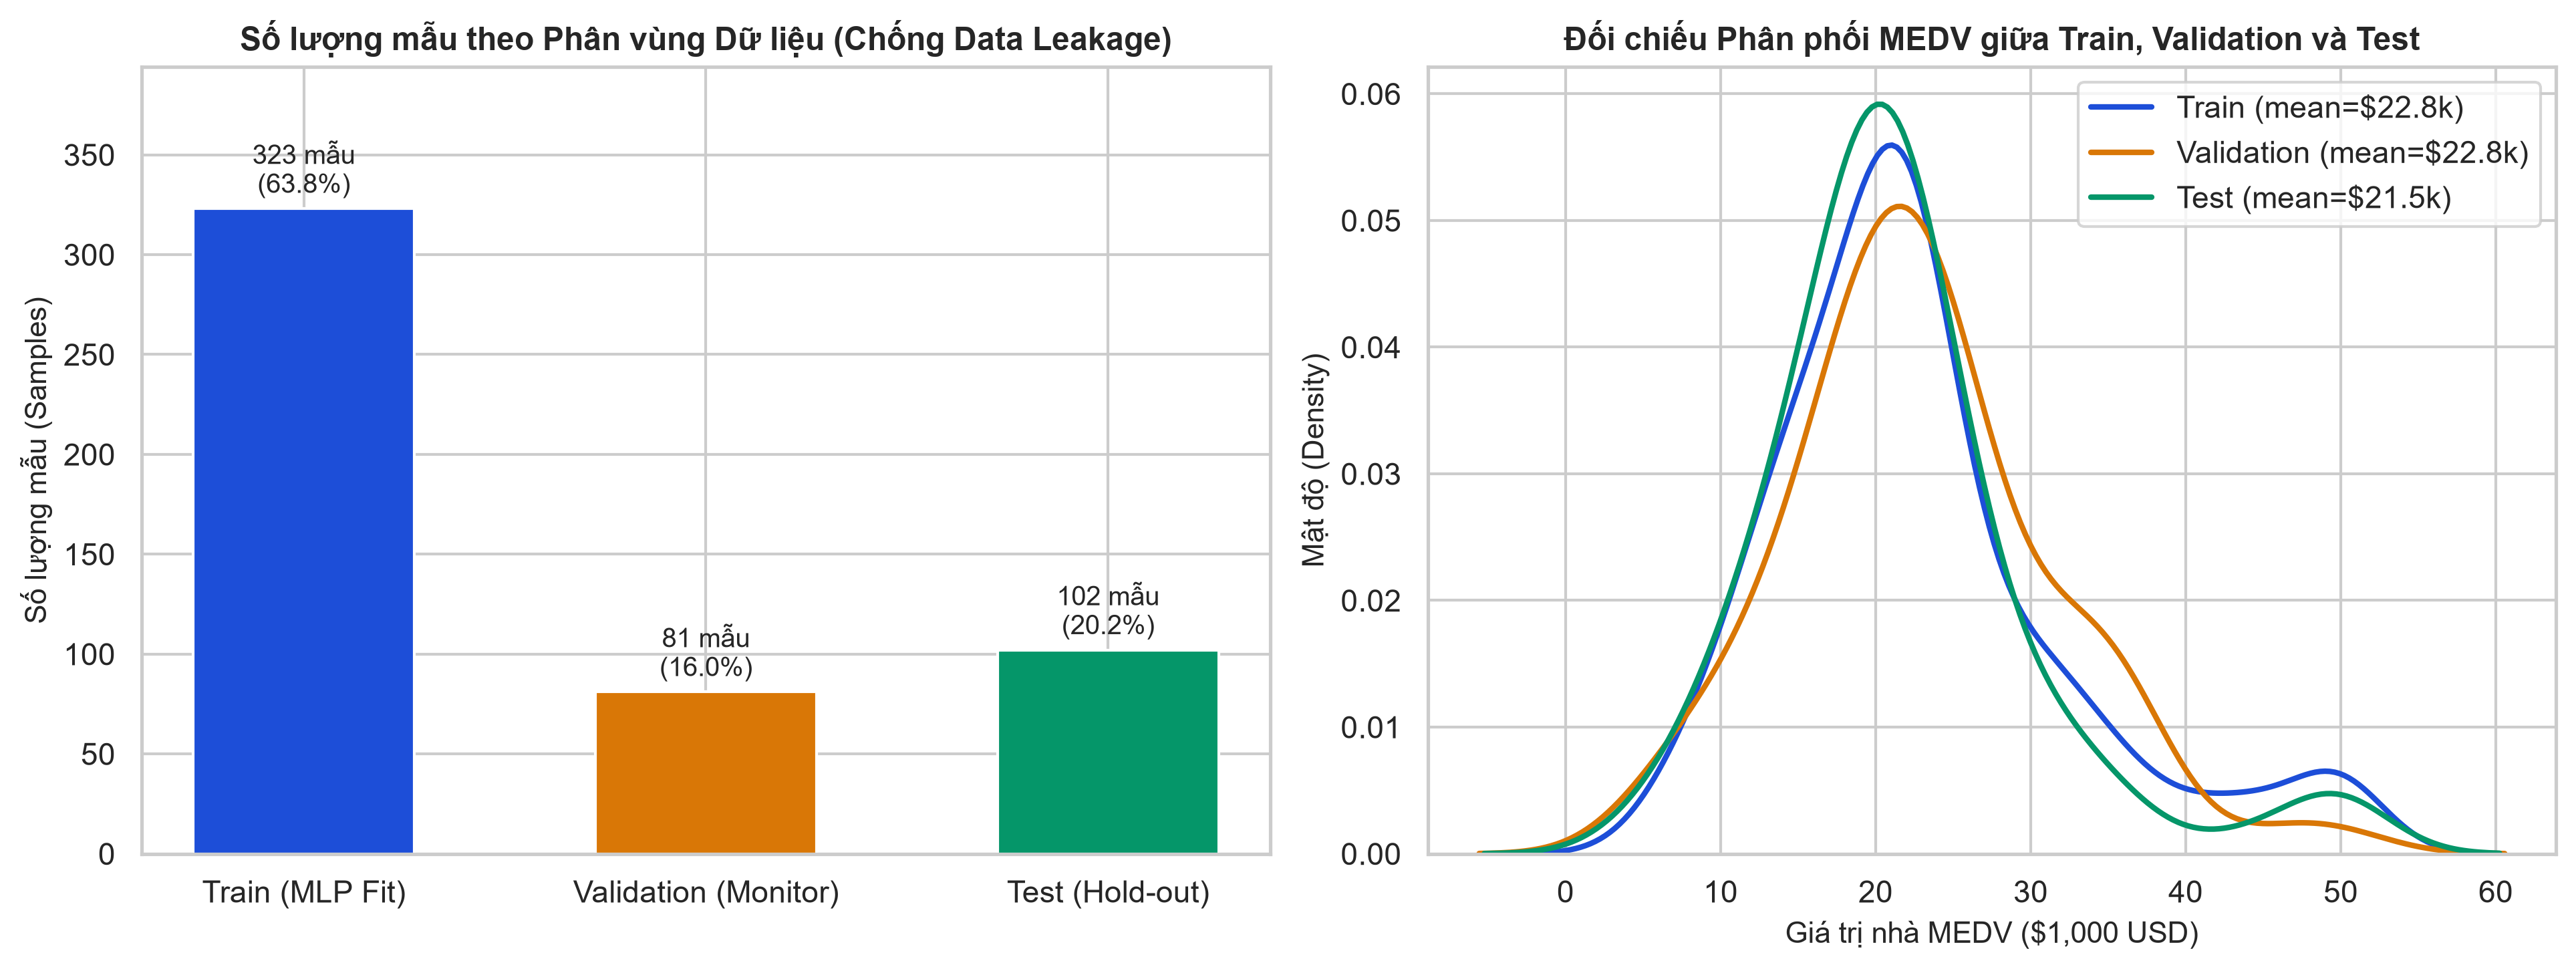 Số lượng mẫu theo Phân vùng Dữ liệu (Chống Data Leakage)
Số lượng mẫu (Samples)
350
300
250
200
150
100
50
0
323 mẫu
(63.8%)
81 mẫu
(16.0%)
102 mẫu
(20.2%)
Train (MLP Fit)
Validation (Monitor)
Test (Hold-out)
Đối chiếu Phân phối MEDV giữa Train, Validation và Test
Mật độ (Density)
0.06
0.05
0.04
0.03
0.02
0.01
0.00
Train (mean=$22.8k)
Validation (mean=$22.8k)
Test (mean=$21.5k)
0
10
20
30
40
50
60
Giá trị nhà MEDV ($1,000 USD)